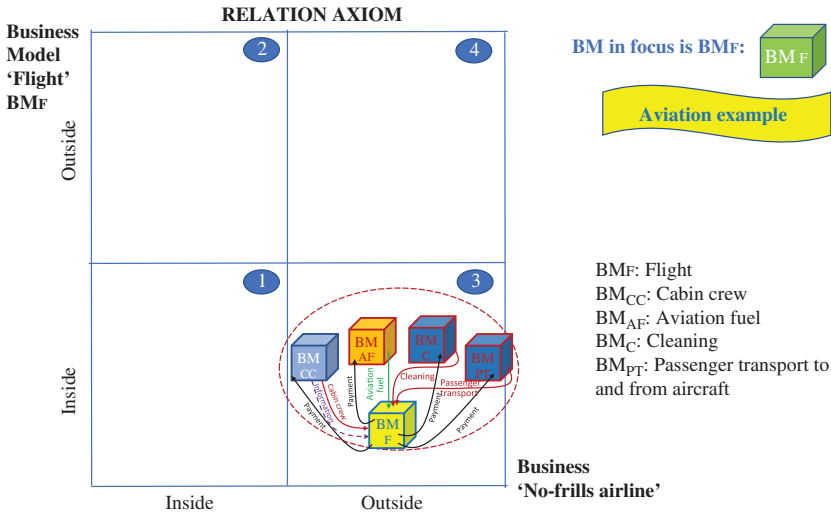 RELATION AXIOM
Business
Model
'Flight'
BMF
2
4
BM in focus is BMF:
BM F
Aviation example
Outside
1
3
BM
CC
BM
AF
BM
C
BM
PT
Payment
Information
Cabin crew
Payment
Aviation
fuel
Cleaning
Passenger
transport
Payment
Payment
BM
F
Inside
BMF: Flight
BMCC: Cabin crew
BMAF: Aviation fuel
BMC: Cleaning
BMPT: Passenger transport to
and from aircraft
Business
'No-frills airline'
Inside
Outside